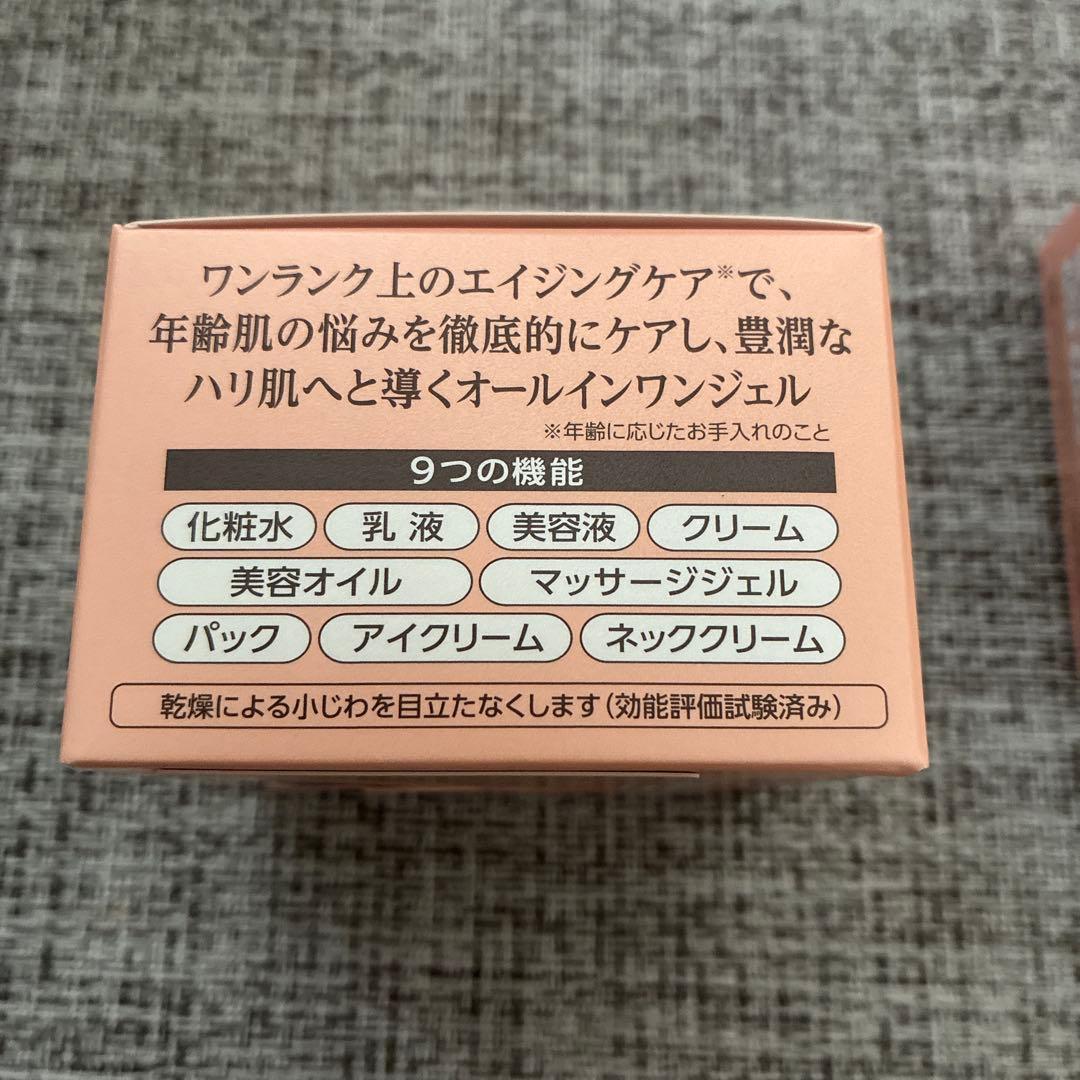 ワンランク上のエイジングケア※で、
年齢肌の悩みを徹底的にケアし、豊潤な
ハリ肌へと導くオールインワンジェル
※年齢に応じたお手入れのこと
9つの機能
化粧水 乳液 美容液 クリーム
美容オイル マッサージジェル
パック アイクリーム ネッククリーム
乾燥による小じわを目立たなくします(効能評価試験済み)